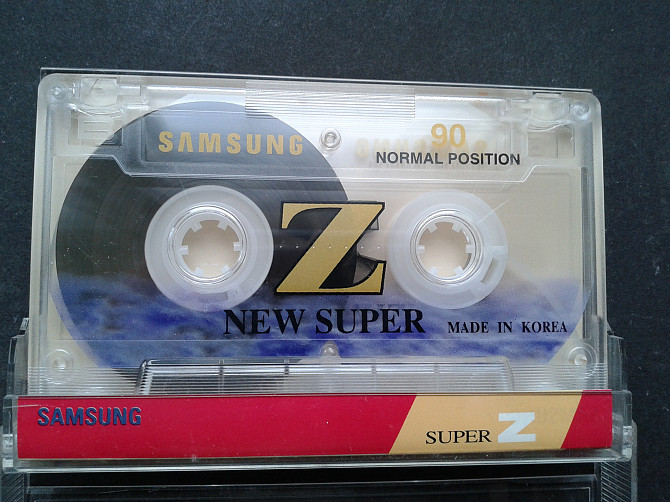 SAMSUNG
90
NORMAL POSITION
Z
NEW SUPER
MADE IN KOREA
SAMSUNG
SUPER Z